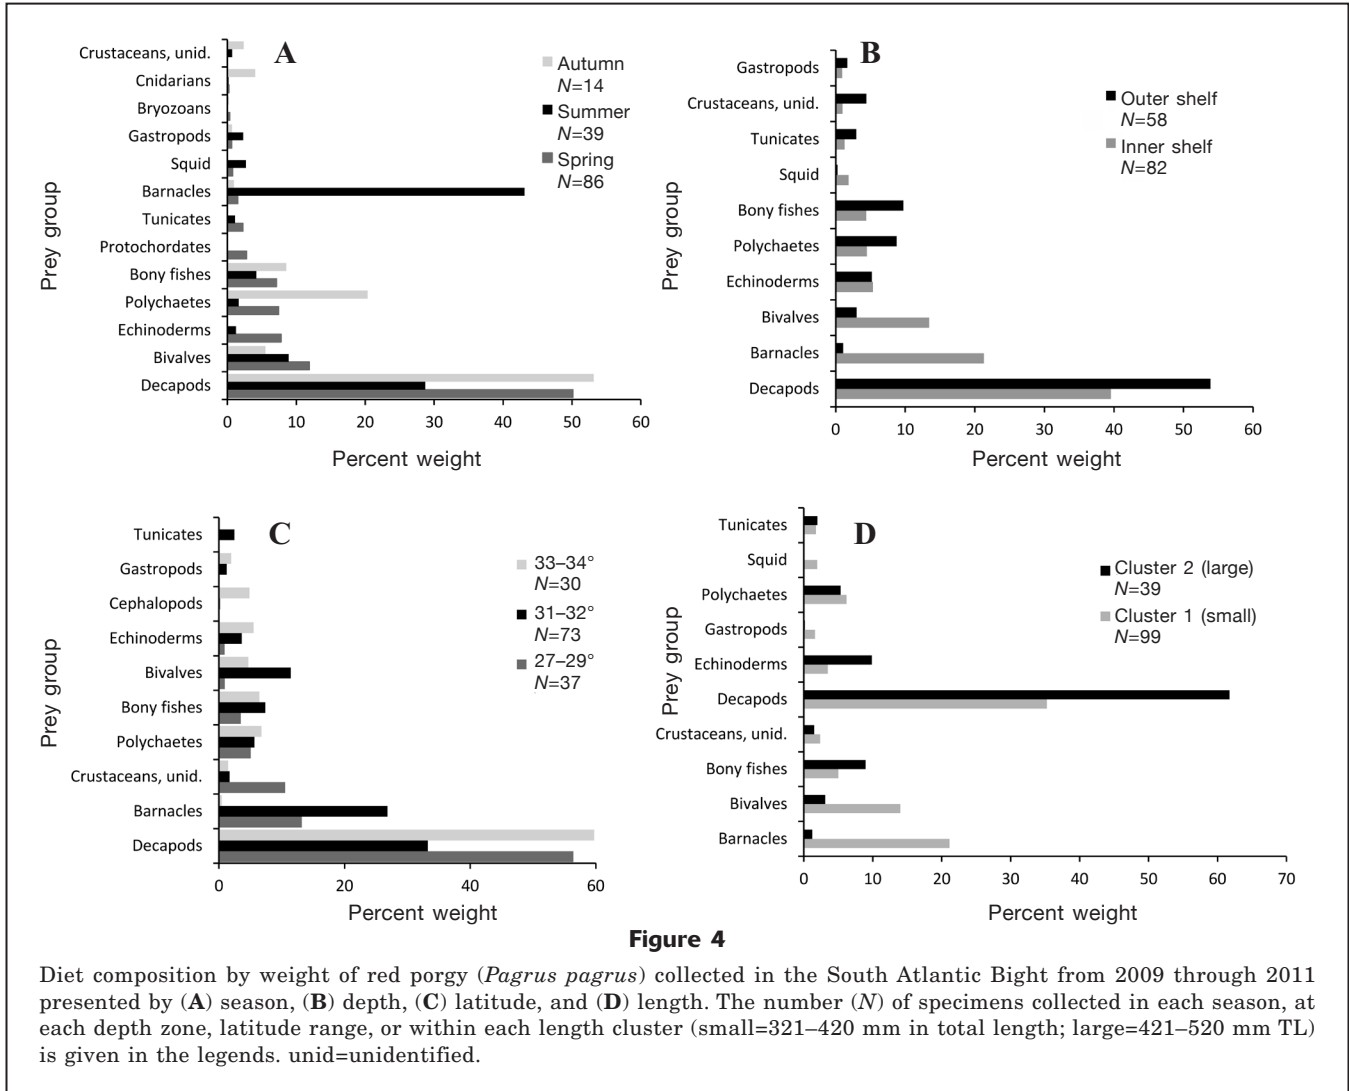 A
Crustaceans, unid.
Cnidarians
Bryozoans
Gastropods
Squid
Barnacles
Tunicates
Protochordates
Bony fishes
Polychaetes
Echinoderms
Bivalves
Decapods
Prey group
0 10 20 30 40 50 60
Percent weight
Autumn
N=14
Summer
N=39
Spring
N=86
B
Gastropods
Crustaceans, unid.
Tunicates
Squid
Bony fishes
Polychaetes
Echinoderms
Bivalves
Barnacles
Decapods
Prey group
0 10 20 30 40 50 60
Percent weight
Outer shelf
N=58
Inner shelf
N=82
C
Tunicates
Gastropods
Cephalopods
Echinoderms
Bivalves
Bony fishes
Polychaetes
Crustaceans, unid.
Barnacles
Decapods
Prey group
0 20 40 60
Percent weight
33–34°
N=30
31–32°
N=73
27–29°
N=37
D
Tunicates
Squid
Polychaetes
Gastropods
Echinoderms
Decapods
Crustaceans, unid.
Bony fishes
Bivalves
Barnacles
Prey group
0 10 20 30 40 50 60 70
Percent weight
Cluster 2 (large)
N=39
Cluster 1 (small)
N=99
Figure 4
Diet composition by weight of red porgy (Pagrus pagrus) collected in the South Atlantic Bight from 2009 through 2011
presented by (A) season, (B) depth, (C) latitude, and (D) length. The number (N) of specimens collected in each season, at
each depth zone, latitude range, or within each length cluster (small=321–420 mm in total length; large=421–520 mm TL)
is given in the legends. unid=unidentified.